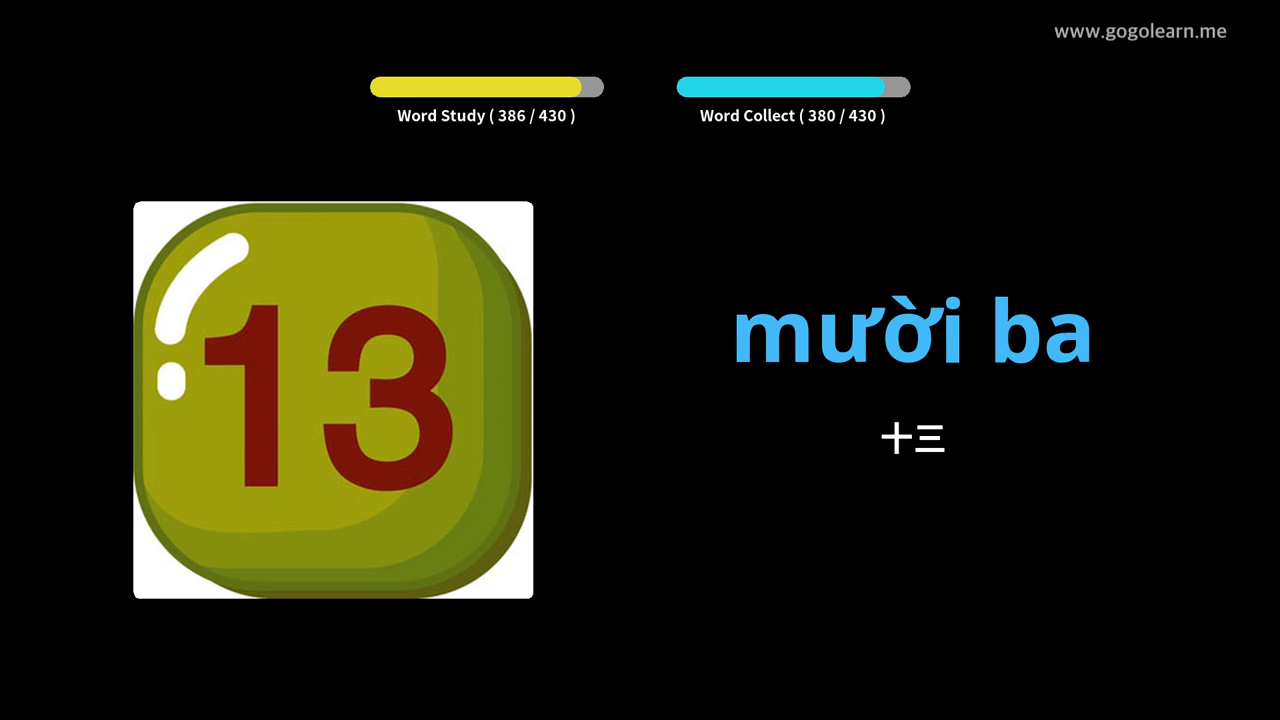 www.gogolearn.me
Word Study ( 386 / 430 )
Word Collect ( 380 / 430 )
13
mười ba
十三